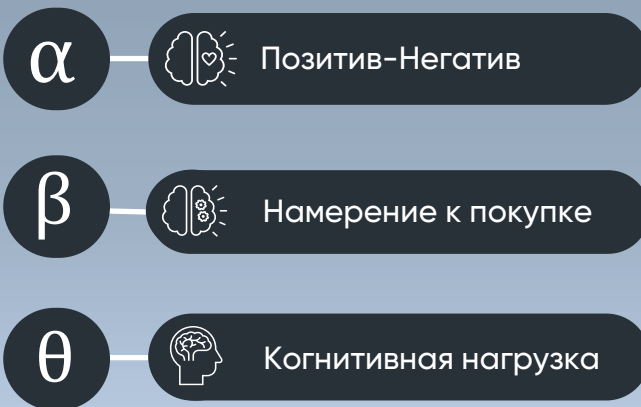 α Позитив-Негатив
β Намерение к покупке
θ Когнитивная нагрузка